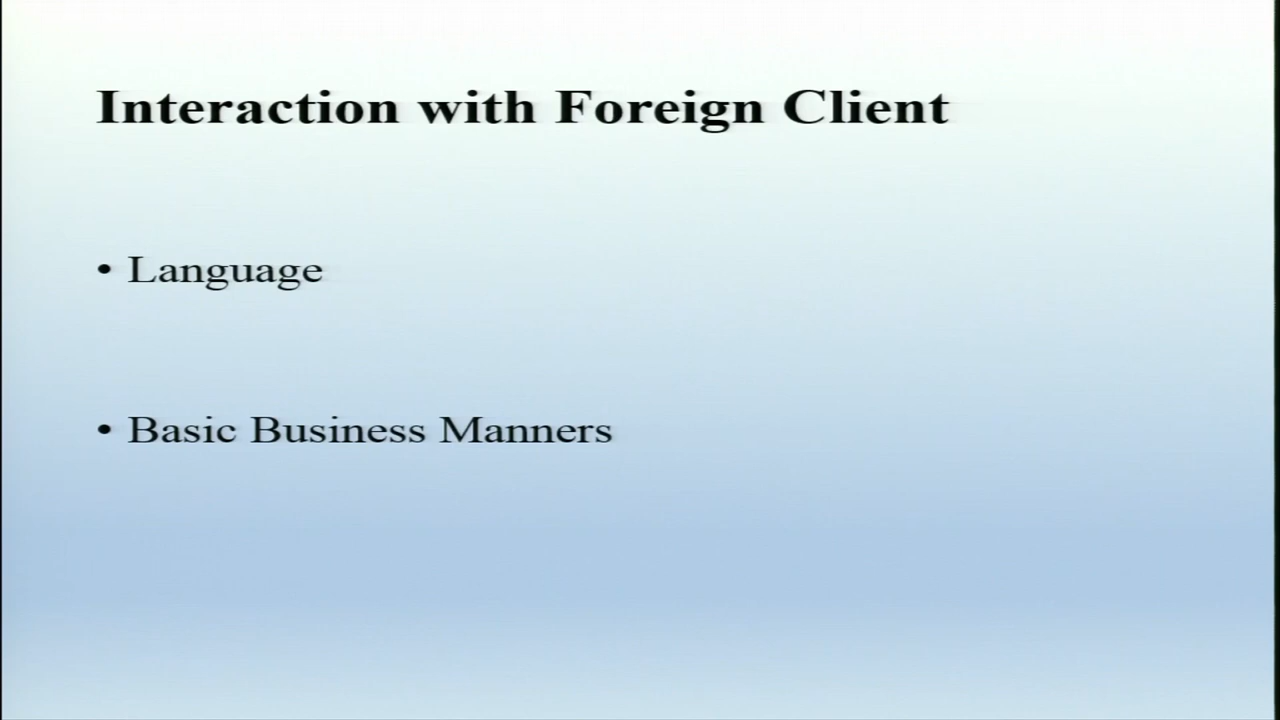 Interaction with Foreign Client
• Language
• Basic Business Manners